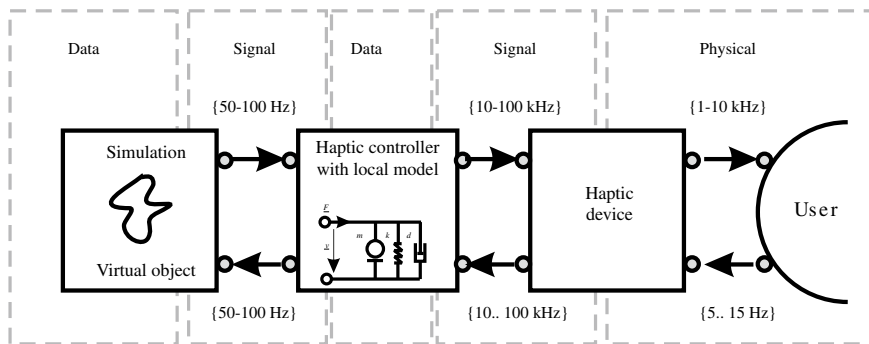 Data
Signal
Data
Signal
Physical
{50-100 Hz}
{10-100 kHz}
{1-10 kHz}
Simulation
Virtual object
Haptic controller
with local model
F
v
m
k
d
Haptic
device
User
{50-100 Hz}
{10.. 100 kHz}
{5.. 15 Hz}